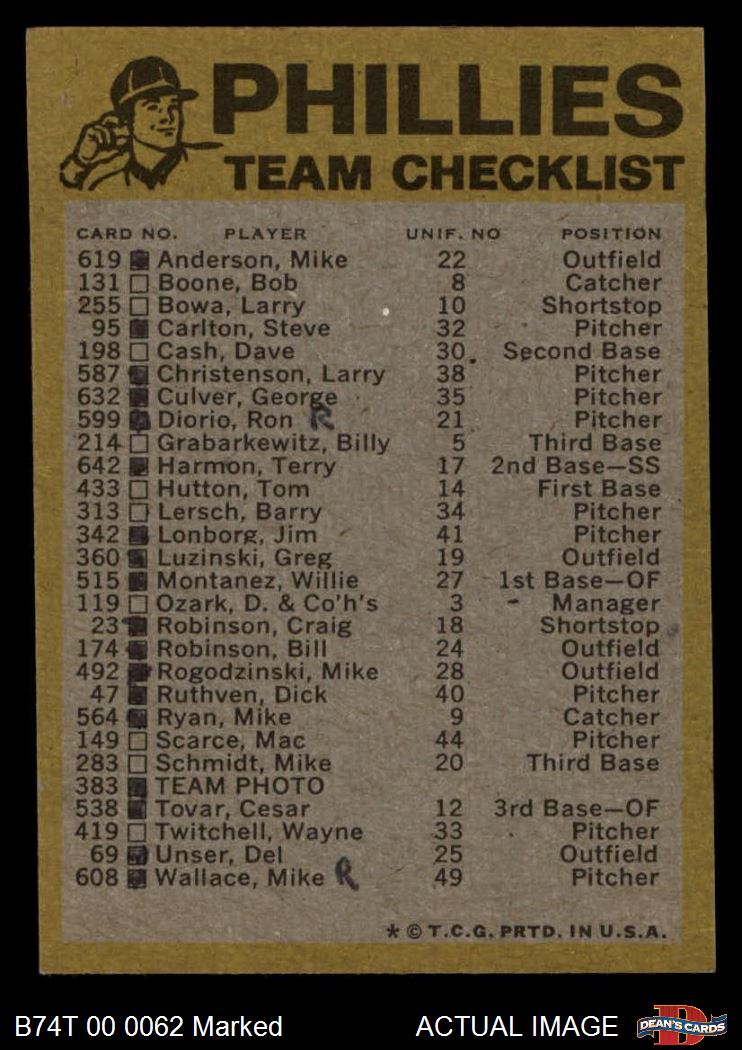 PHILLIES
TEAM CHECKLIST
CARD NO. PLAYER UNIF. NO POSITION
619 Anderson, Mike 22 Outfield
131 Boone, Bob 8 Catcher
255 Bowa, Larry 10 Shortstop
95 Carlton, Steve 32 Pitcher
198 Cash, Dave 30 Second Base
587 Christenson, Larry 38 Pitcher
632 Culver, George 35 Pitcher
599 Diorio, Ron R 21 Pitcher
214 Grabarkewitz, Billy 5 Third Base
642 Harmon, Terry 17 2nd Base—SS
433 Hutton, Tom 14 First Base
313 Lersch, Barry 34 Pitcher
342 Lonborg, Jim 41 Pitcher
360 Luzinski, Greg 19 Outfield
515 Montanez, Willie 27 1st Base—OF
119 Ozark, D. & Co'h's 3 Manager
23 Robinson, Craig 18 Shortstop
174 Robinson, Bill 24 Outfield
492 Rogodzinski, Mike 28 Outfield
47 Ruthven, Dick 40 Pitcher
564 Ryan, Mike 9 Catcher
149 Scarce, Mac 44 Pitcher
283 Schmidt, Mike 20 Third Base
383 TEAM PHOTO
538 Tovar, Cesar 12 3rd Base—OF
419 Twitchell, Wayne 33 Pitcher
69 Unser, Del 25 Outfield
608 Wallace, Mike R 49 Pitcher
* © T.C.G. PRTD. IN U.S.A.
B74T 00 0062 Marked ACTUAL IMAGE DEAN'S CARDS